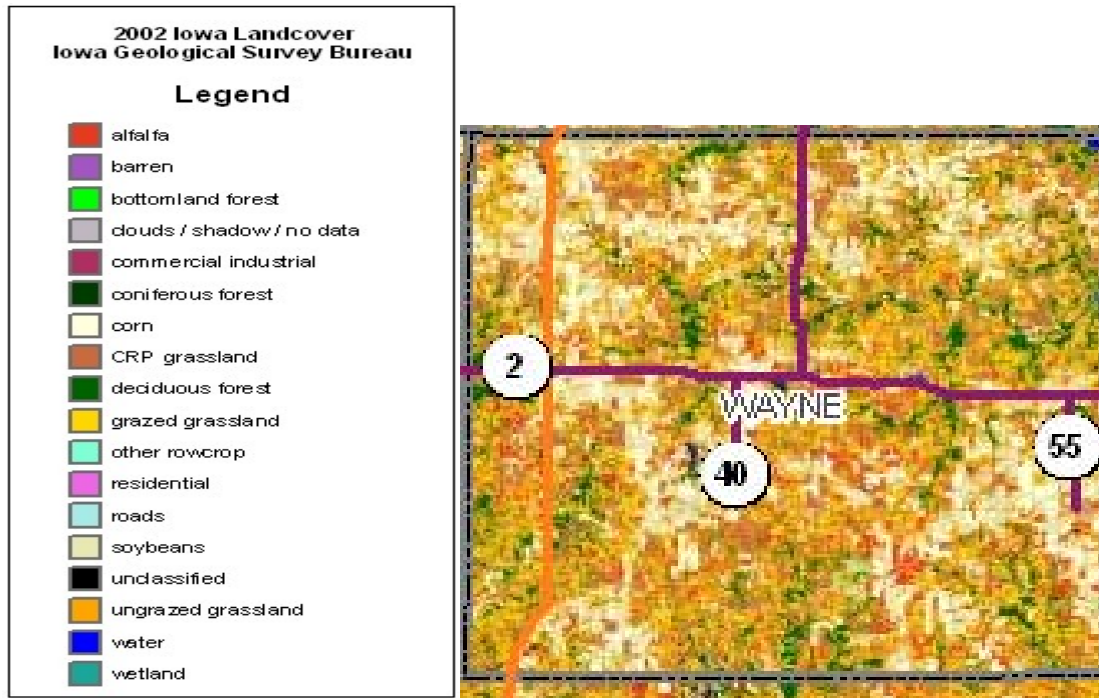 2002 Iowa Landcover
Iowa Geological Survey Bureau
Legend
alfalfa
barren
bottomland forest
clouds / shadow / no data
commercial industrial
coniferous forest
corn
CRP grassland
deciduous forest
grazed grassland
other rowcrop
residential
roads
soybeans
unclassified
ungrazed grassland
water
wetland
2
WAYNE
40
55